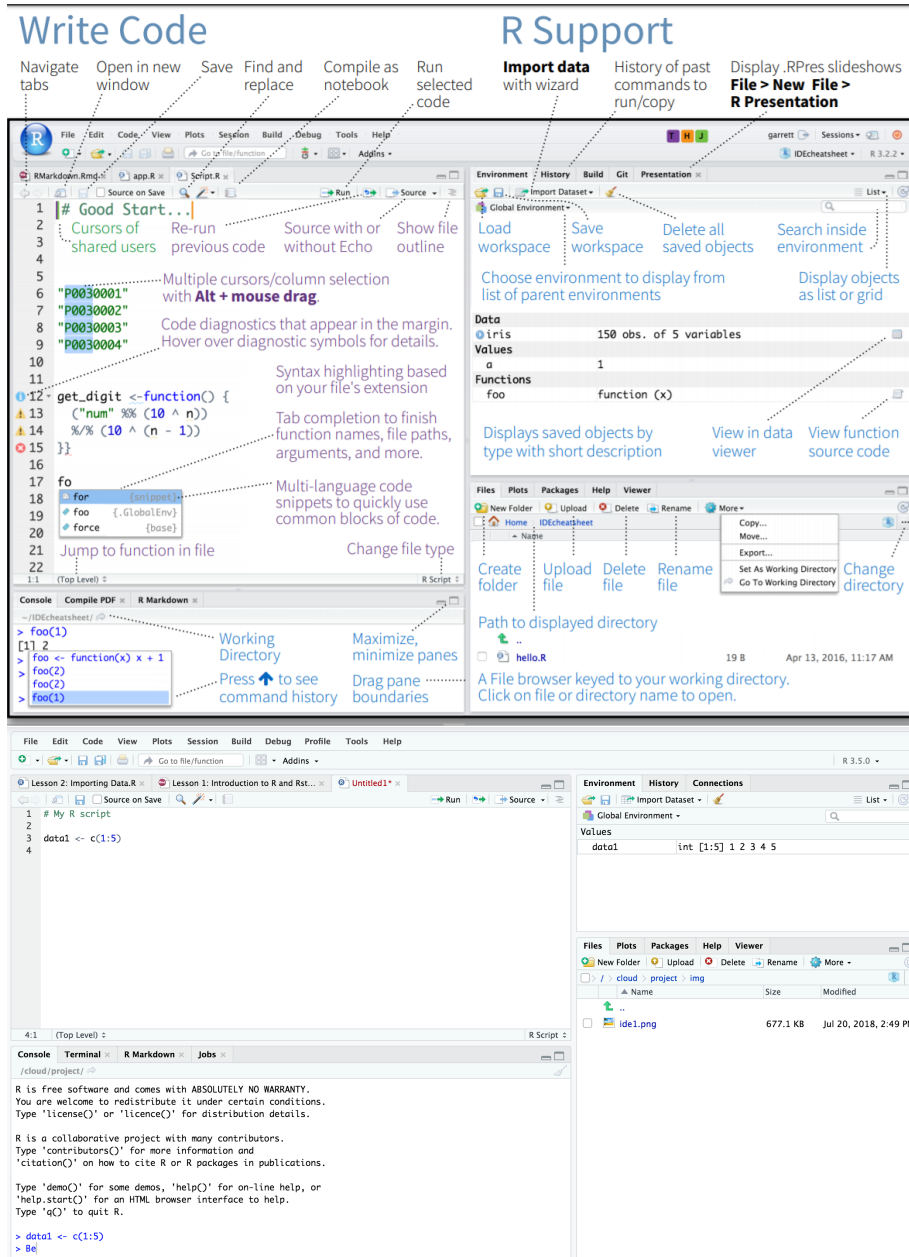 Write Code
R Support
Navigate tabs
Open in new window
Save
Find and replace
Compile as notebook
Run selected code
Import data with wizard
History of past commands to run/copy
Display .RPres slideshows
File > New File >
R Presentation
File Edit Code View Plots Session Build Debug Tools Help
T H J
garrett Sessions
Go to file/function Addins
IDEcheatsheet R 3.2.2
RMarkdown.Rmd app.R Script.R
Source on Save Run Source
1 # Good Start...
2
3
4
5
6 "P0030001"
7 "P0030002"
8 "P0030003"
9 "P0030004"
10
11
12 get_digit <-function() {
13 ("num" %% (10 ^ n))
14 %/% (10 ^ (n - 1))
15 }}
16
17 fo
18
19
20
21
22
for {snippet}
foo {.GlobalEnv}
force {base}
Cursors of shared users
Re-run previous code
Source with or without Echo
Show file outline
Multiple cursors/column selection
with Alt + mouse drag.
Code diagnostics that appear in the margin.
Hover over diagnostic symbols for details.
Syntax highlighting based
on your file's extension
Tab completion to finish
function names, file paths,
arguments, and more.
Multi-language code
snippets to quickly use
common blocks of code.
Jump to function in file
Change file type
1:1 (Top Level) R Script
Console Compile PDF R Markdown
~/IDEcheatsheet/
> foo(1)
[1] 2
>
>
>
foo <- function(x) x + 1
foo(2)
foo(2)
foo(1)
Working Directory
Maximize, minimize panes
Press to see
command history
Drag pane boundaries
Environment History Build Git Presentation
Import Dataset List
Global Environment
Load workspace
Save workspace
Delete all saved objects
Search inside environment
Choose environment to display from
list of parent environments
Display objects as list or grid
Data
iris 150 obs. of 5 variables
Values
a 1
Functions
foo function (x)
Displays saved objects by
type with short description
View in data viewer
View function source code
Files Plots Packages Help Viewer
New Folder Upload Delete Rename More
Home IDEcheatsheet ...
Name
Copy...
Move...
Export...
Set As Working Directory
Go To Working Directory
Create folder
Upload file
Delete file
Rename file
Change directory
Path to displayed directory
..
hello.R 19 B Apr 13, 2016, 11:17 AM
A File browser keyed to your working directory.
Click on file or directory name to open.
File Edit Code View Plots Session Build Debug Profile Tools Help
Go to file/function Addins R 3.5.0
Lesson 2: Importing Data.R Lesson 1: Introduction to R and Rst... Untitled1*
Source on Save Run Source
1 # My R script
2
3 data1 <- c(1:5)
4
4:1 (Top Level) R Script
Console Terminal R Markdown Jobs
/cloud/project/
R is free software and comes with ABSOLUTELY NO WARRANTY.
You are welcome to redistribute it under certain conditions.
Type 'license()' or 'licence()' for distribution details.
R is a collaborative project with many contributors.
Type 'contributors()' for more information and
'citation()' on how to cite R or R packages in publications.
Type 'demo()' for some demos, 'help()' for on-line help, or
'help.start()' for an HTML browser interface to help.
Type 'q()' to quit R.
> data1 <- c(1:5)
> Be
Environment History Connections
Import Dataset List
Global Environment
Values
data1 int [1:5] 1 2 3 4 5
Files Plots Packages Help Viewer
New Folder Upload Delete Rename More
/ cloud project img
Name Size Modified
..
ide1.png 677.1 KB Jul 20, 2018, 2:49 PM